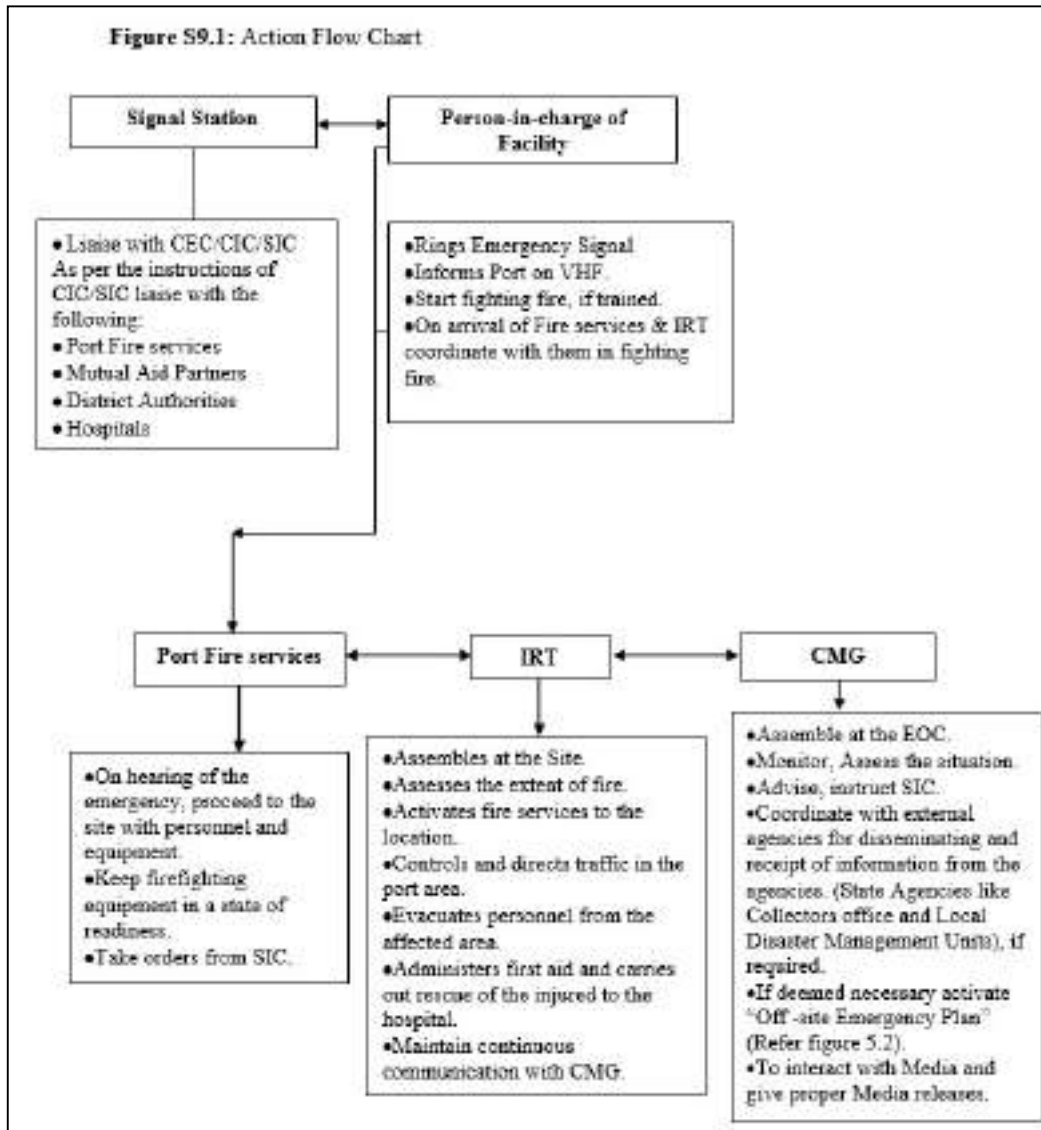 Figure S9.1: Action Flow Chart
Signal Station
Person-in-charge of
Facility
●Liaise with CEC/CIC/SIC
As per the instructions of
CIC/SIC liaise with the
following:
●Port Fire services
●Mutual Aid Partners
●District Authorities
●Hospitals
●Rings Emergency Signal
●Informs Port on VHF.
●Start fighting fire, if trained.
●On arrival of Fire services & IRT
coordinate with them in fighting
fire.
Port Fire services
IRT
CMG
●On hearing of the
emergency, proceed to the
site with personnel and
equipment.
●Keep firefighting
equipment in a state of
readiness.
●Take orders from SIC.
●Assembles at the Site.
●Assesses the extent of fire.
●Activates fire services to the
location.
●Controls and directs traffic in the
port area.
●Evacuates personnel from the
affected area.
●Administers first aid and carries
out rescue of the injured to the
hospital.
●Maintain continuous
communication with CMG.
●Assemble at the EOC.
●Monitor, Assess the situation.
●Advise, instruct SIC.
●Coordinate with external
agencies for disseminating and
receipt of information from the
agencies. (State Agencies like
Collectors office and Local
Disaster Management Units), if
required.
●If deemed necessary activate
“Off -site Emergency Plan”
(Refer figure 5.2).
●To interact with Media and
give proper Media releases.